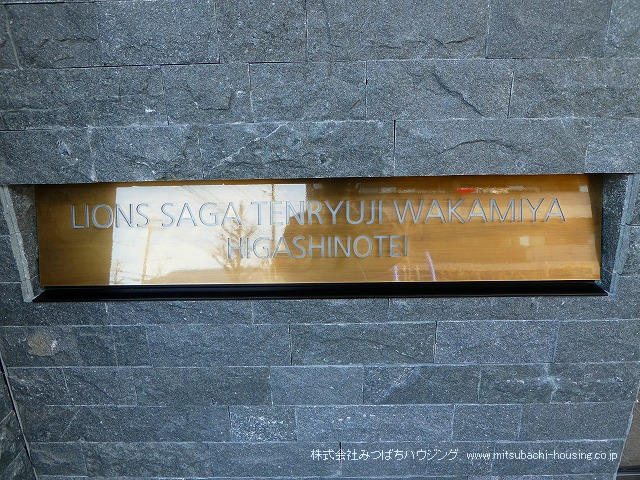 LIONS SAGA TENRYUJI WAKAMIYA
HIGASHINOTEI
株式会社みつばちハウジング www.mitsubachi-housing.co.jp